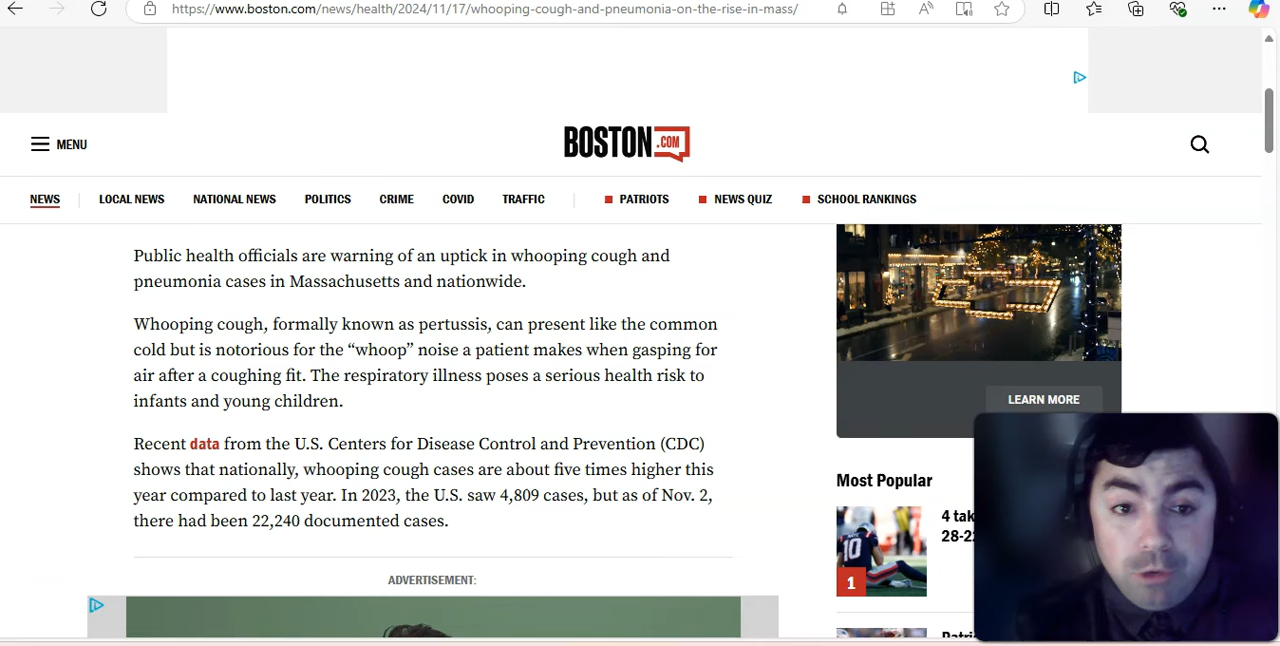 https://www.boston.com/news/health/2024/11/17/whooping-cough-and-pneumonia-on-the-rise-in-mass/
MENU
BOSTON.COM
NEWS
LOCAL NEWS
NATIONAL NEWS
POLITICS
CRIME
COVID
TRAFFIC
PATRIOTS
NEWS QUIZ
SCHOOL RANKINGS
Public health officials are warning of an uptick in whooping cough and
pneumonia cases in Massachusetts and nationwide.
Whooping cough, formally known as pertussis, can present like the common
cold but is notorious for the “whoop” noise a patient makes when gasping for
air after a coughing fit. The respiratory illness poses a serious health risk to
infants and young children.
Recent data from the U.S. Centers for Disease Control and Prevention (CDC)
shows that nationally, whooping cough cases are about five times higher this
year compared to last year. In 2023, the U.S. saw 4,809 cases, but as of Nov. 2,
there had been 22,240 documented cases.
ADVERTISEMENT:
LEARN MORE
Most Popular
4 tak
28-2
10
1